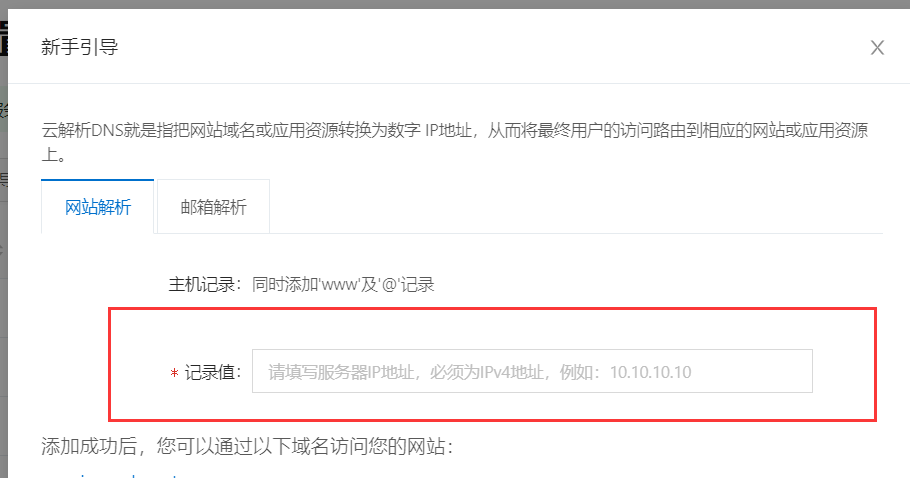 新手引导
云解析DNS就是指把网站域名或应用资源转换为数字 IP地址，从而将最终用户的访问路由到相应的网站或应用资源
上。
网站解析 邮箱解析
主机记录： 同时添加'www'及'@'记录
* 记录值： 请填写服务器IP地址，必须为IPv4地址，例如：10.10.10.10
添加成功后，您可以通过以下域名访问您的网站：